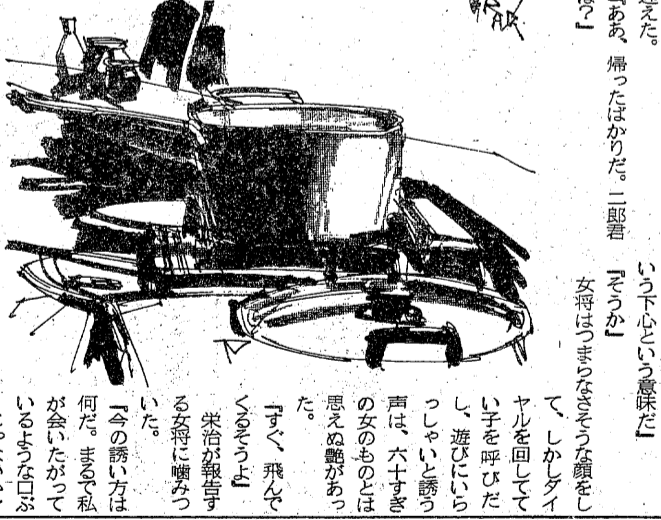 迎えた。
『ああ、帰ったばかりだ。二郎君
は？』
いう下心という意味だ』
『そうか』
女将はつまらなさそうな顔をし
て、しかしダイ
ヤルを回してて
い子を呼びだ
し、遊びにいら
っしゃいと誘う
声は、六十すぎ
の女のものとは
思えぬ艶があっ
た。
『すぐ、飛んで
くるそうよ』
栄治が報告す
る女将に噛みつ
いた。
『今の誘い方は
何だ。まるで私
が会いたがって
いるような口ぶ